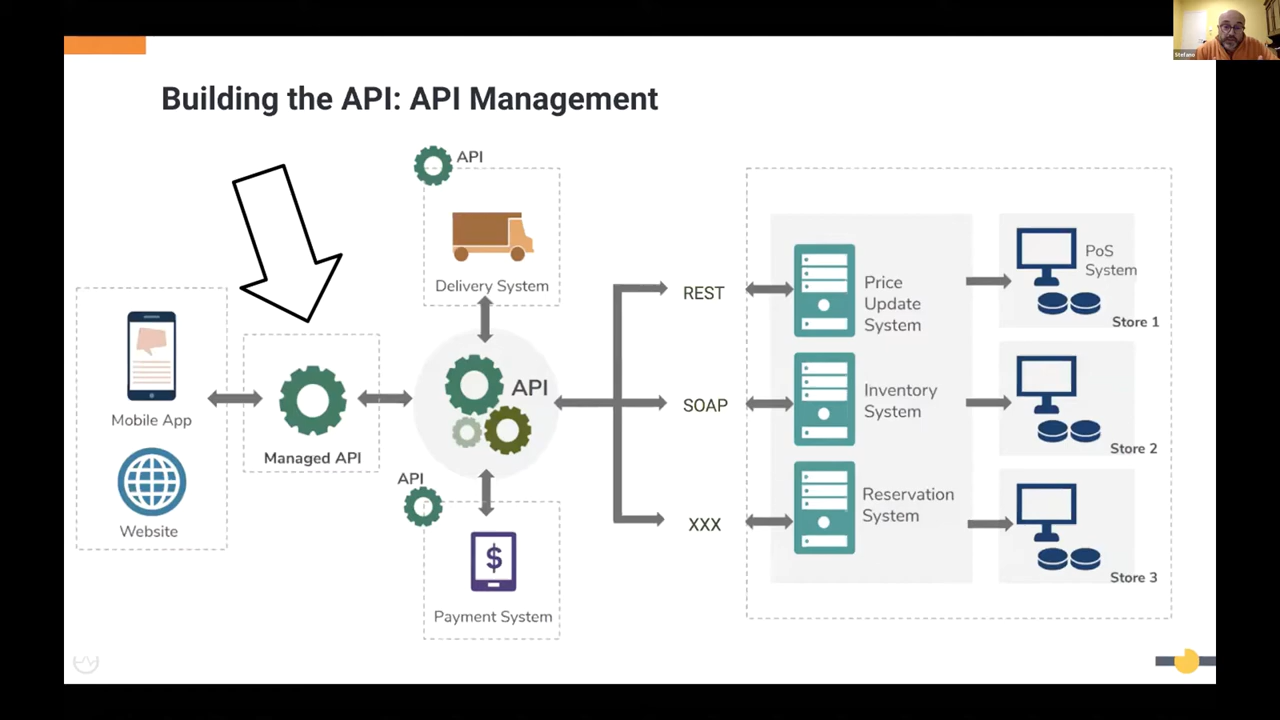 Stefano
Building the API: API Management
API
Delivery System
Mobile App
Website
Managed API
API
API
Payment System
REST
SOAP
XXX
Price
Update
System
Inventory
System
Reservation
System
PoS
System
Store 1
Store 2
Store 3